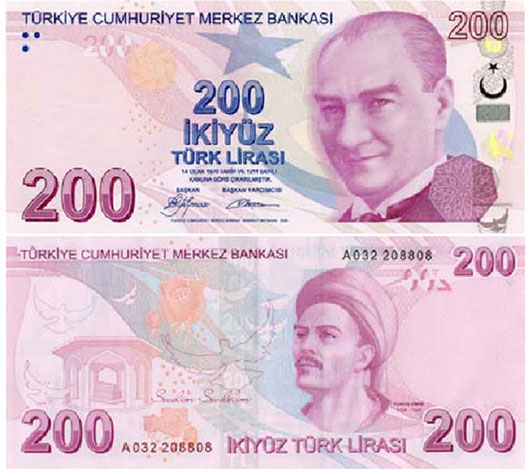 TÜRKİYE CUMHURİYET MERKEZ BANKASI
200
200
İKİYÜZ
TÜRK LİRASI
14 OCAK 1970 TARİH VE 1211 SAYILI
KANUNA GÖRE ÇIKARILMIŞTIR.
BAŞKAN BAŞKAN YARDIMCISI
200
TÜRKİYE CUMHURİYET MERKEZ BANKASI
A032 208808
200
200
A032 208808
İKİYÜZ TÜRK LİRASI
200